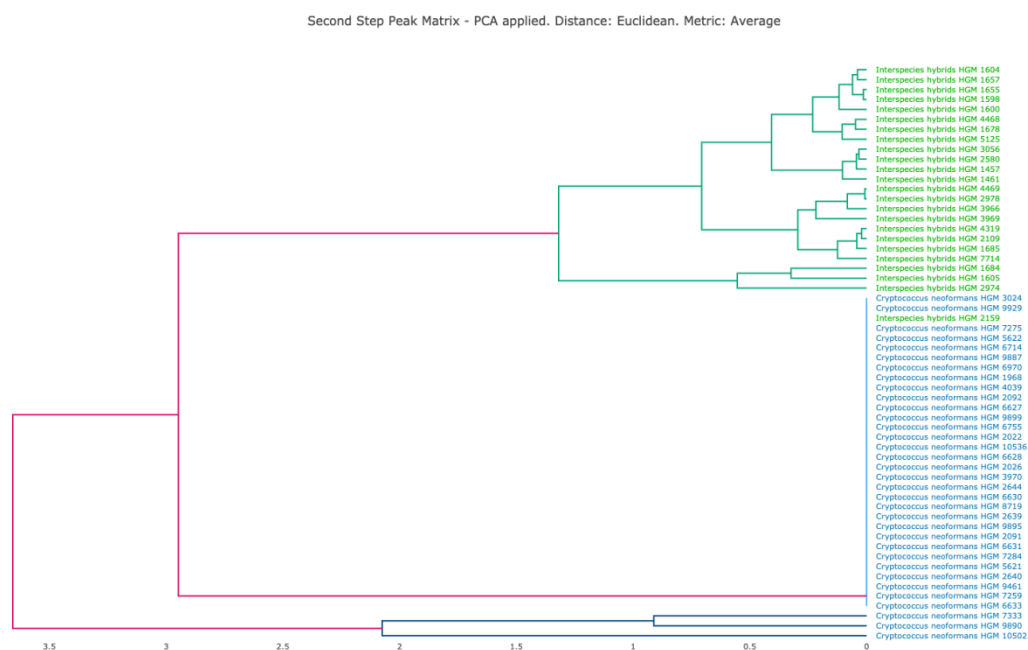 Second Step Peak Matrix - PCA applied. Distance: Euclidean. Metric: Average
Interspecies hybrids HGM 1604
Interspecies hybrids HGM 1657
Interspecies hybrids HGM 1655
Interspecies hybrids HGM 1598
Interspecies hybrids HGM 1600
Interspecies hybrids HGM 4468
Interspecies hybrids HGM 1678
Interspecies hybrids HGM 5125
Interspecies hybrids HGM 3056
Interspecies hybrids HGM 2580
Interspecies hybrids HGM 1457
Interspecies hybrids HGM 1461
Interspecies hybrids HGM 4469
Interspecies hybrids HGM 2978
Interspecies hybrids HGM 3966
Interspecies hybrids HGM 3969
Interspecies hybrids HGM 4319
Interspecies hybrids HGM 2109
Interspecies hybrids HGM 1685
Interspecies hybrids HGM 7714
Interspecies hybrids HGM 1684
Interspecies hybrids HGM 1605
Interspecies hybrids HGM 2974
Cryptococcus neoformans HGM 3024
Cryptococcus neoformans HGM 9929
Interspecies hybrids HGM 2159
Cryptococcus neoformans HGM 7275
Cryptococcus neoformans HGM 5622
Cryptococcus neoformans HGM 6714
Cryptococcus neoformans HGM 9887
Cryptococcus neoformans HGM 6970
Cryptococcus neoformans HGM 1968
Cryptococcus neoformans HGM 4039
Cryptococcus neoformans HGM 2092
Cryptococcus neoformans HGM 6627
Cryptococcus neoformans HGM 9899
Cryptococcus neoformans HGM 6755
Cryptococcus neoformans HGM 2022
Cryptococcus neoformans HGM 10536
Cryptococcus neoformans HGM 6628
Cryptococcus neoformans HGM 2026
Cryptococcus neoformans HGM 3970
Cryptococcus neoformans HGM 2644
Cryptococcus neoformans HGM 6630
Cryptococcus neoformans HGM 8719
Cryptococcus neoformans HGM 2639
Cryptococcus neoformans HGM 9895
Cryptococcus neoformans HGM 2091
Cryptococcus neoformans HGM 6631
Cryptococcus neoformans HGM 7284
Cryptococcus neoformans HGM 5621
Cryptococcus neoformans HGM 2640
Cryptococcus neoformans HGM 9461
Cryptococcus neoformans HGM 7259
Cryptococcus neoformans HGM 6633
Cryptococcus neoformans HGM 7333
Cryptococcus neoformans HGM 9890
Cryptococcus neoformans HGM 10502
3.5 3 2.5 2 1.5 1 0.5 0